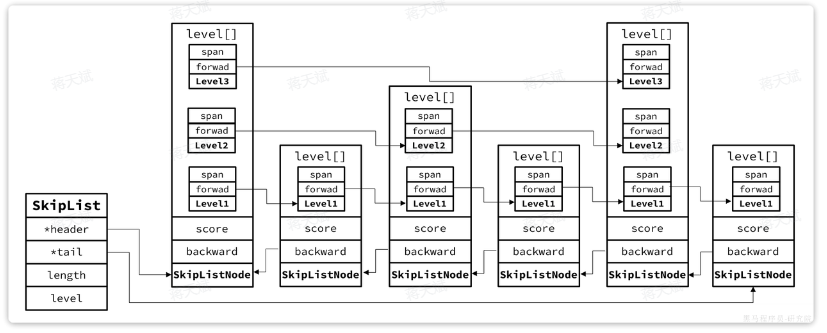 level[]
span
forwad
Level3
span
forwad
Level2
span
forwad
Level1
score
backward
SkipListNode
level[]
span
forwad
Level1
score
backward
SkipListNode
level[]
span
forwad
Level2
span
forwad
Level1
score
backward
SkipListNode
level[]
span
forwad
Level1
score
backward
SkipListNode
level[]
span
forwad
Level3
span
forwad
Level2
span
forwad
Level1
score
backward
SkipListNode
level[]
span
forwad
Level1
score
backward
SkipListNode
SkipList
*header
*tail
length
level